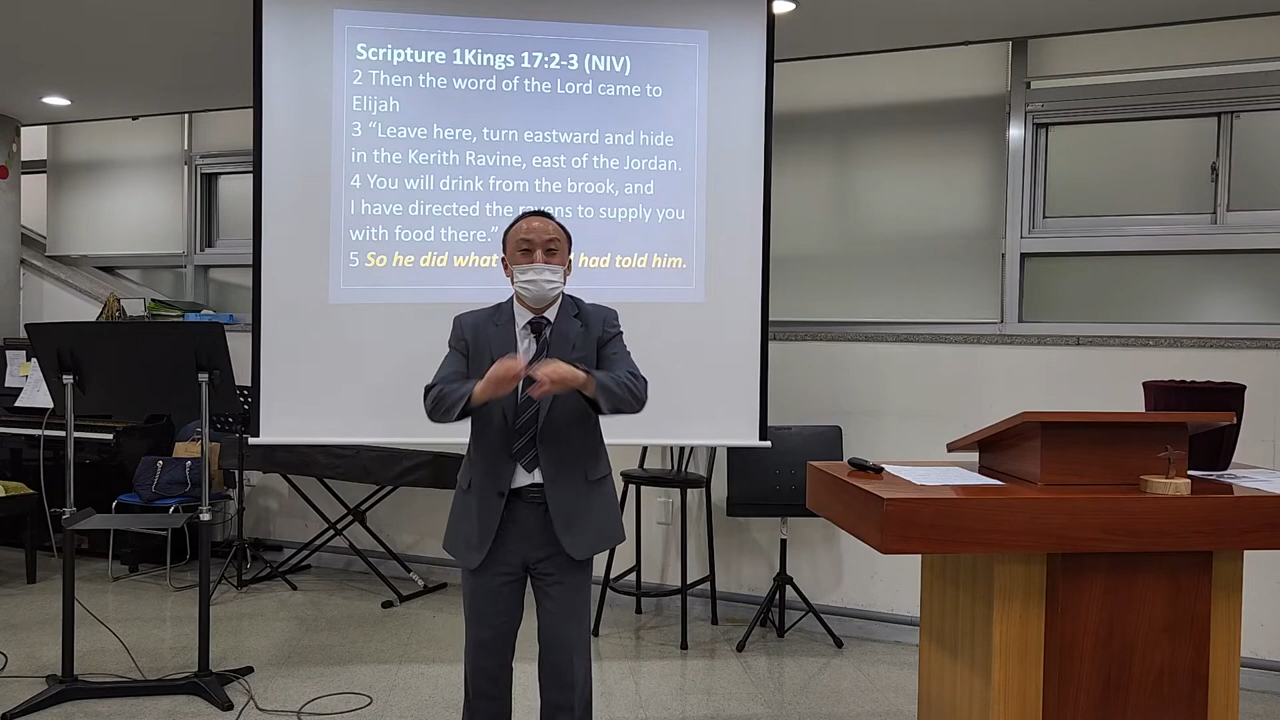 Scripture 1Kings 17:2-3 (NIV)
2 Then the word of the Lord came to
Elijah
3 “Leave here, turn eastward and hide
in the Kerith Ravine, east of the Jordan.
4 You will drink from the brook, and
I have directed the ravens to supply you
with food there.”
5 So he did what had told him.